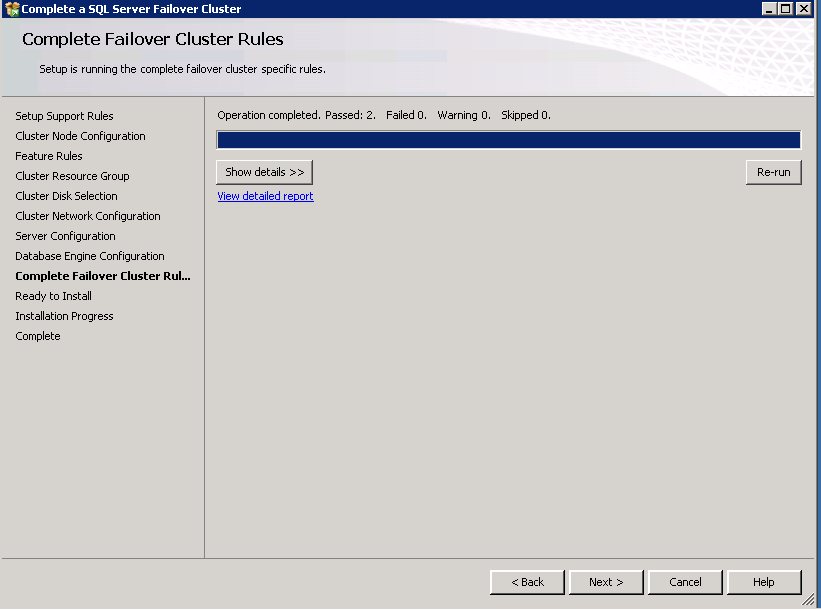 Complete a SQL Server Failover Cluster
Complete Failover Cluster Rules
Setup is running the complete failover cluster specific rules.
Setup Support Rules
Cluster Node Configuration
Feature Rules
Cluster Resource Group
Cluster Disk Selection
Cluster Network Configuration
Server Configuration
Database Engine Configuration
Complete Failover Cluster Rul...
Ready to Install
Installation Progress
Complete
Operation completed. Passed: 2. Failed 0. Warning 0. Skipped 0.
Show details >>
Re-run
View detailed report
< Back
Next >
Cancel
Help